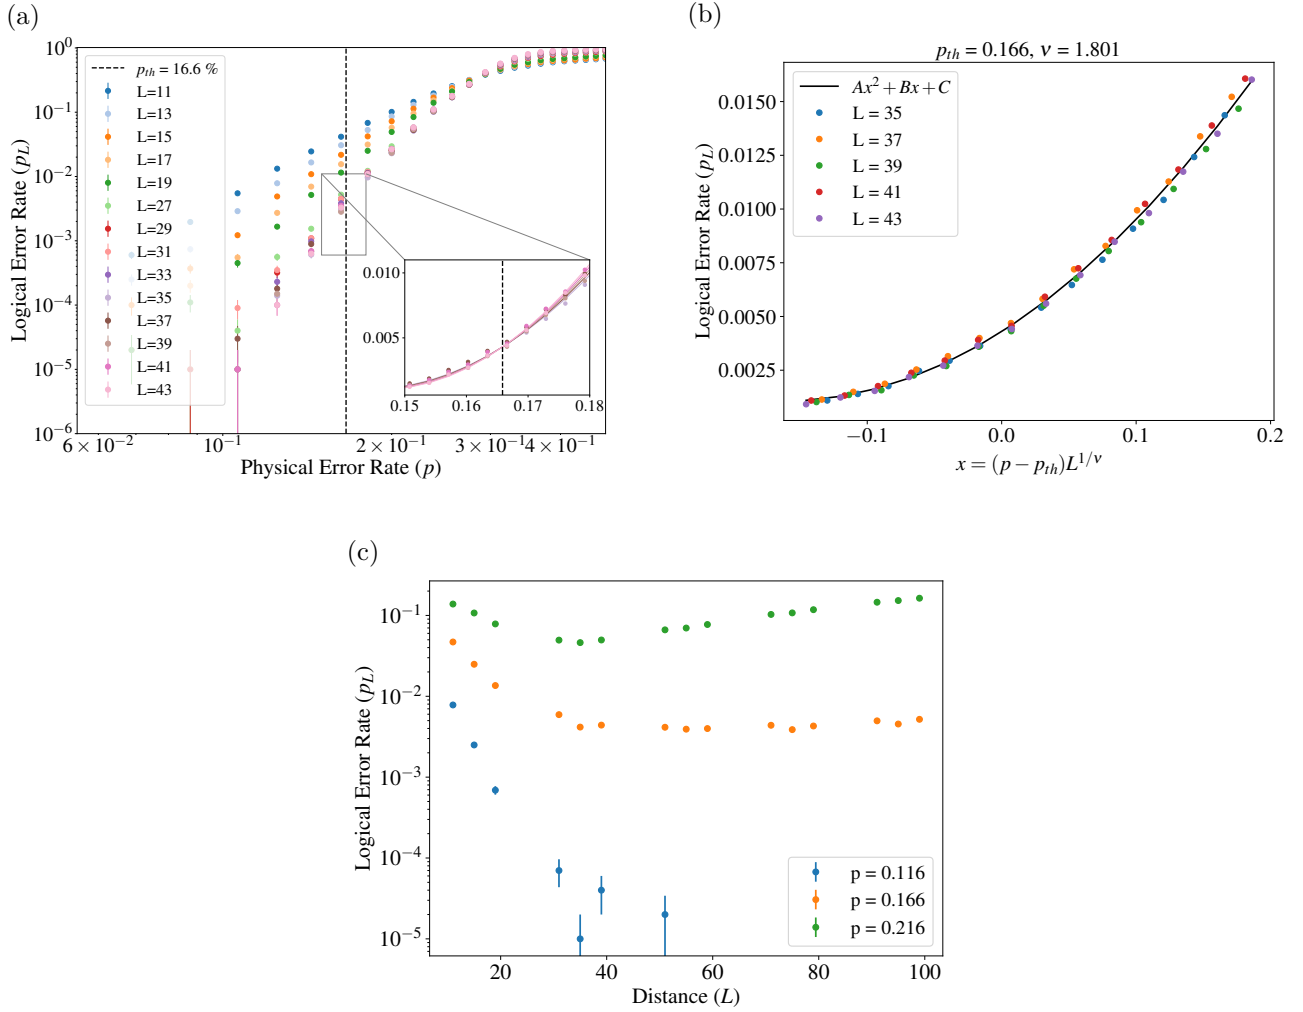 (a)
10⁰
10⁻¹
10⁻²
10⁻³
10⁻⁴
10⁻⁵
10⁻⁶
Logical Error Rate (p_L)
p_th = 16.6 %
L=11
L=13
L=15
L=17
L=19
L=27
L=29
L=31
L=33
L=35
L=37
L=39
L=41
L=43
0.010
0.005
0.15 0.16 0.17 0.18
6 × 10⁻² 10⁻¹ 2 × 10⁻¹ 3 × 10⁻¹ 4 × 10⁻¹
Physical Error Rate (p)
(b)
p_th = 0.166, ν = 1.801
Ax² + Bx + C
L = 35
L = 37
L = 39
L = 41
L = 43
0.0150
0.0125
0.0100
0.0075
0.0050
0.0025
Logical Error Rate (p_L)
−0.1 0.0 0.1 0.2
x = (p − p_th)L^{1/ν}
(c)
10⁻¹
10⁻²
10⁻³
10⁻⁴
10⁻⁵
Logical Error Rate (p_L)
p = 0.116
p = 0.166
p = 0.216
20 40 60 80 100
Distance (L)